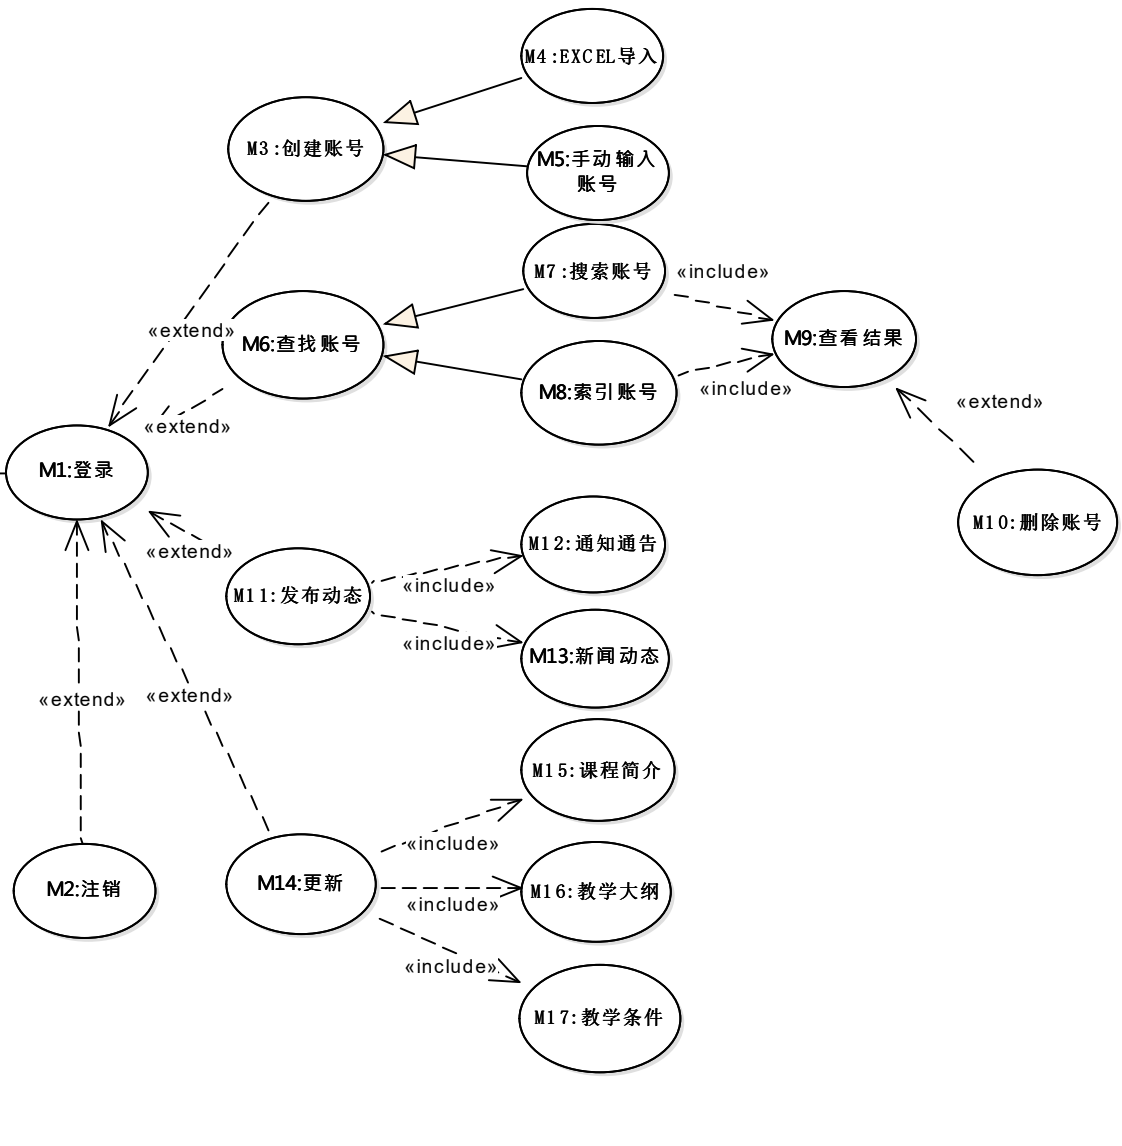 M4:EXCEL导入
M3:创建账号
M5:手动输入
账号
M7:搜索账号
«include»
«extend»
M6:查找账号
M9:查看结果
«include»
M8:索引账号
«extend»
«extend»
M1:登录
M10:删除账号
M12:通知通告
«extend»
«include»
M11:发布动态
«include»
M13:新闻动态
«extend»
«extend»
M15:课程简介
«include»
M2:注销
M14:更新
M16:教学大纲
«include»
«include»
M17:教学条件